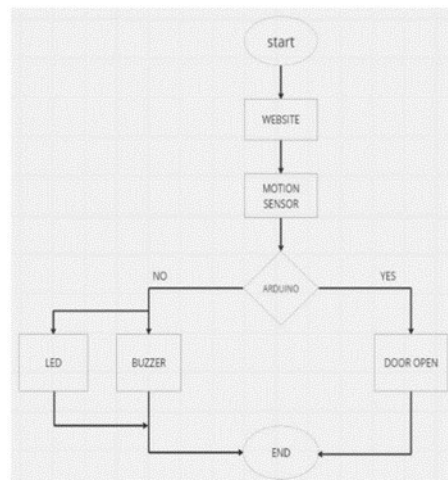 start
WEBSITE
MOTION
SENSOR
ARDUINO
NO
YES
LED
BUZZER
DOOR OPEN
END